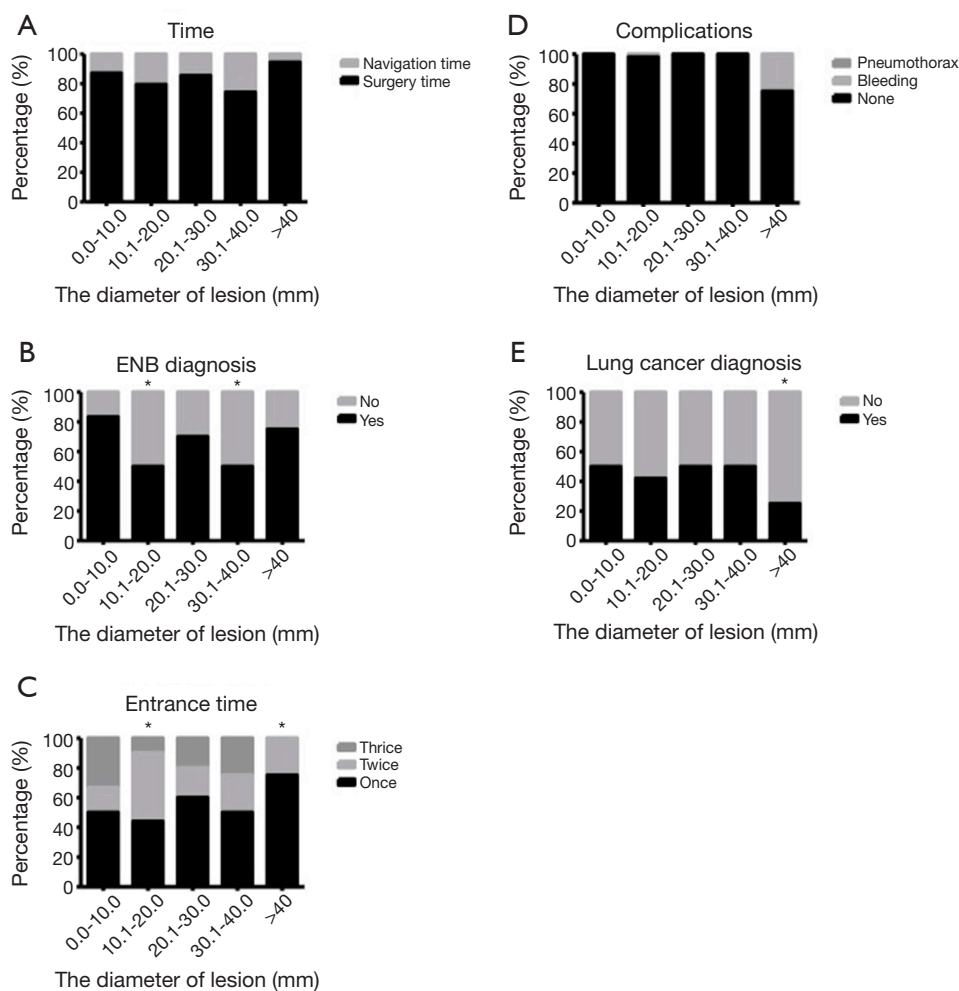 A
Time
Percentage (%)
100
80
60
40
20
0
Navigation time
Surgery time
0.0-10.0
10.1-20.0
20.1-30.0
30.1-40.0
>40
The diameter of lesion (mm)
D
Complications
Percentage (%)
100
80
60
40
20
0
Pneumothorax
Bleeding
None
0.0-10.0
10.1-20.0
20.1-30.0
30.1-40.0
>40
The diameter of lesion (mm)
B
ENB diagnosis
* *
Percentage (%)
100
80
60
40
20
0
No
Yes
0.0-10.0
10.1-20.0
20.1-30.0
30.1-40.0
>40
The diameter of lesion (mm)
E
Lung cancer diagnosis
*
Percentage (%)
100
80
60
40
20
0
No
Yes
0.0-10.0
10.1-20.0
20.1-30.0
30.1-40.0
>40
The diameter of lesion (mm)
C
Entrance time
* *
Percentage (%)
100
80
60
40
20
0
Thrice
Twice
Once
0.0-10.0
10.1-20.0
20.1-30.0
30.1-40.0
>40
The diameter of lesion (mm)